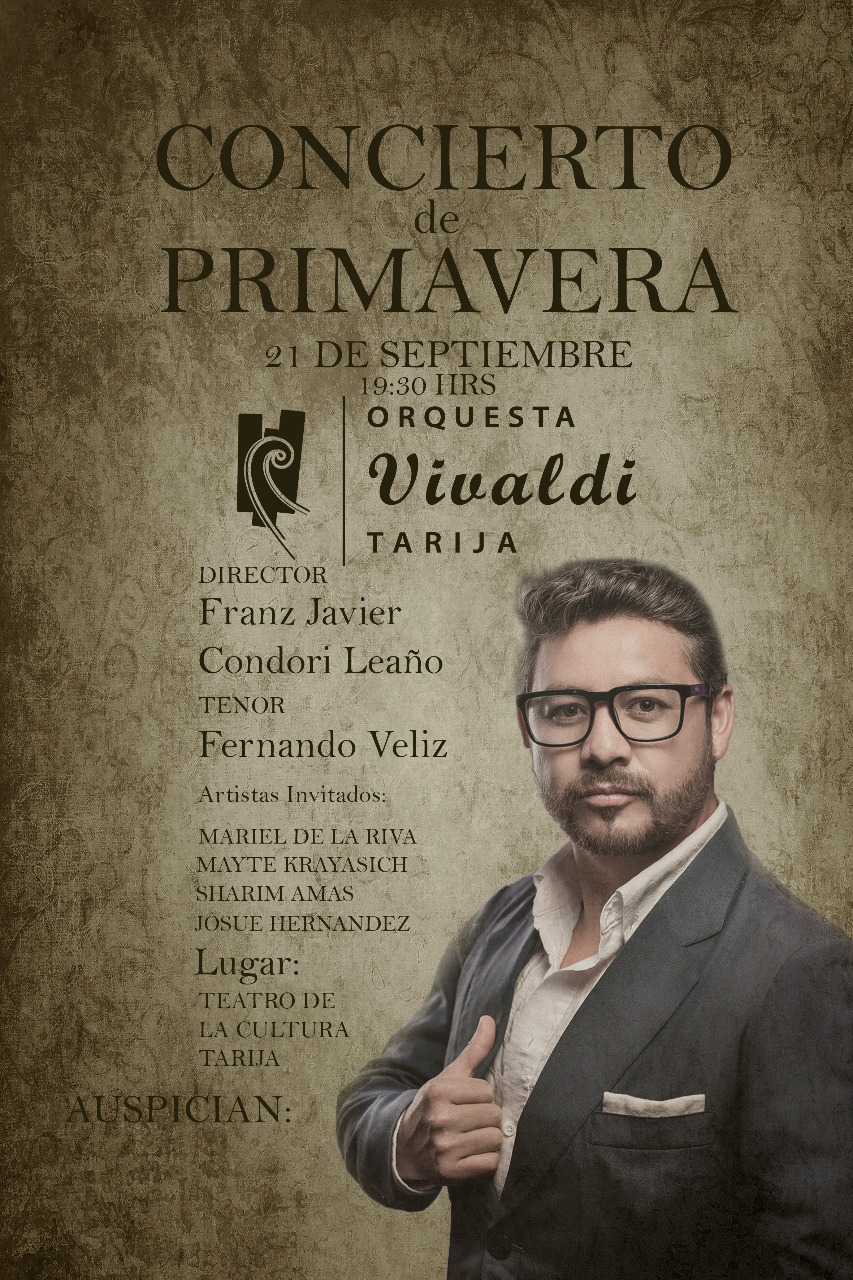 CONCIERTO
de
PRIMAVERA
21 DE SEPTIEMBRE
19:30 HRS
ORQUESTA
Vivaldi
TARIJA
DIRECTOR
Franz Javier
Condori Leaño
TENOR
Fernando Veliz
Artistas Invitados:
MARIEL DE LA RIVA
MAYTE KRAYASICH
SHARIM AMAS
JOSUE HERNANDEZ
Lugar:
TEATRO DE
LA CULTURA
TARIJA
AUSPICIAN: